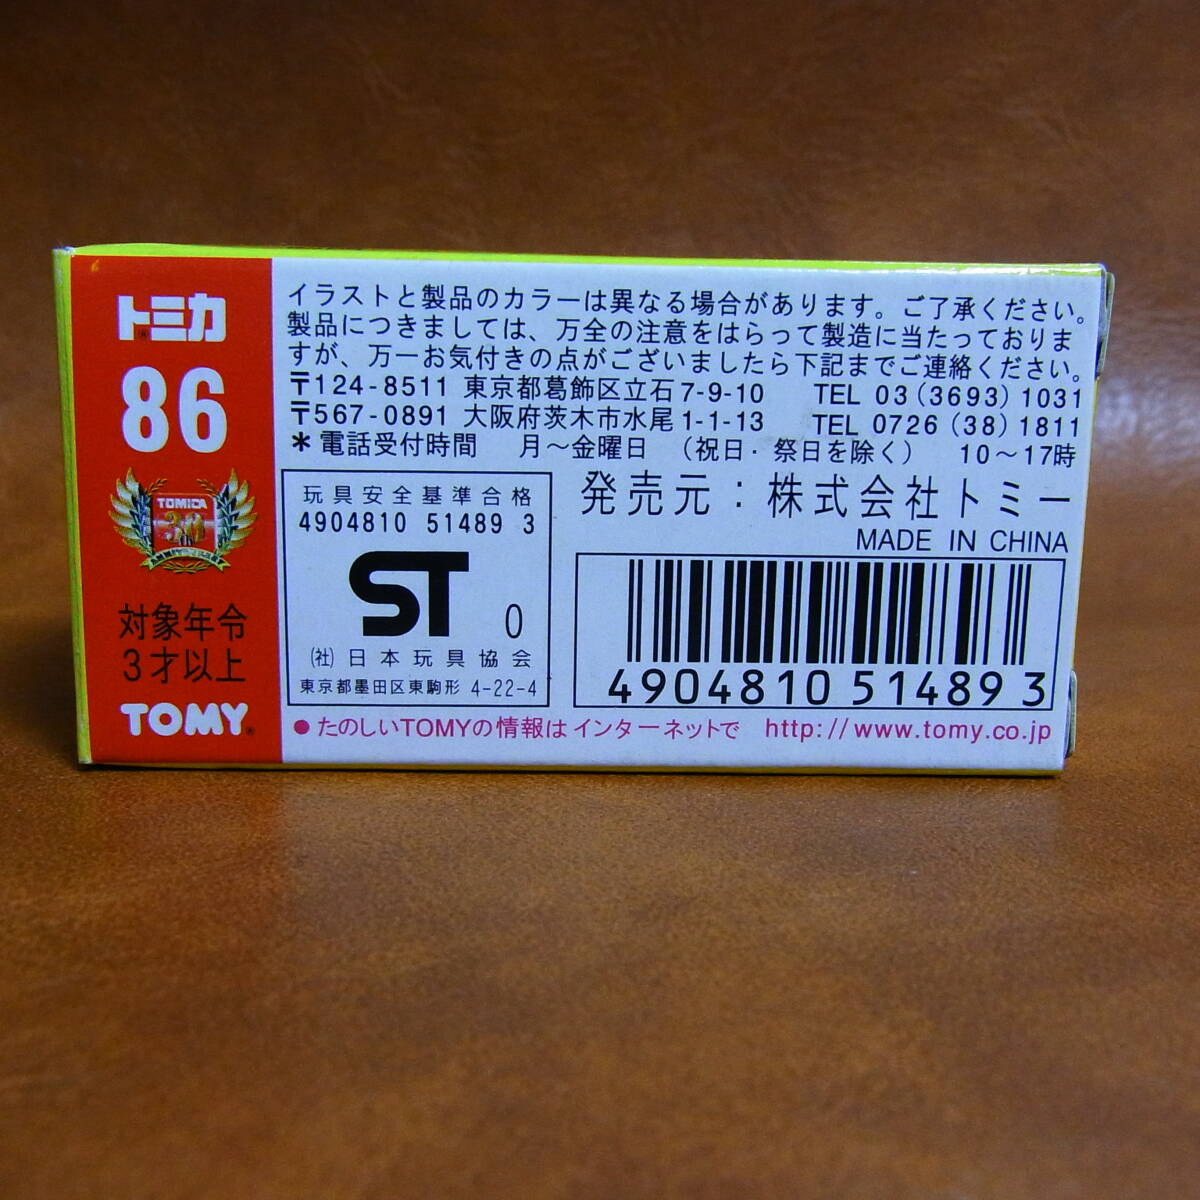 トミカ
86
TOMICA
30
対象年令
3才以上
TOMY®
イラストと製品のカラーは異なる場合があります。ご了承ください。
製品につきましては、万全の注意をはらって製造に当たっておりま
すが、万一お気付きの点がございましたら下記までご連絡ください。
〒124-8511 東京都葛飾区立石7-9-10 TEL 03(3693)1031
〒567-0891 大阪府茨木市水尾1-1-13 TEL 0726(38)1811
＊電話受付時間 月～金曜日 （祝日・祭日を除く） 10～17時
玩具安全基準合格
4904810 51489 3
ST 0
(社)日本玩具協会
東京都墨田区東駒形 4-22-4
発売元：株式会社トミー
MADE IN CHINA
4904810514893
●たのしいTOMYの情報はインターネットで http://www.tomy.co.jp